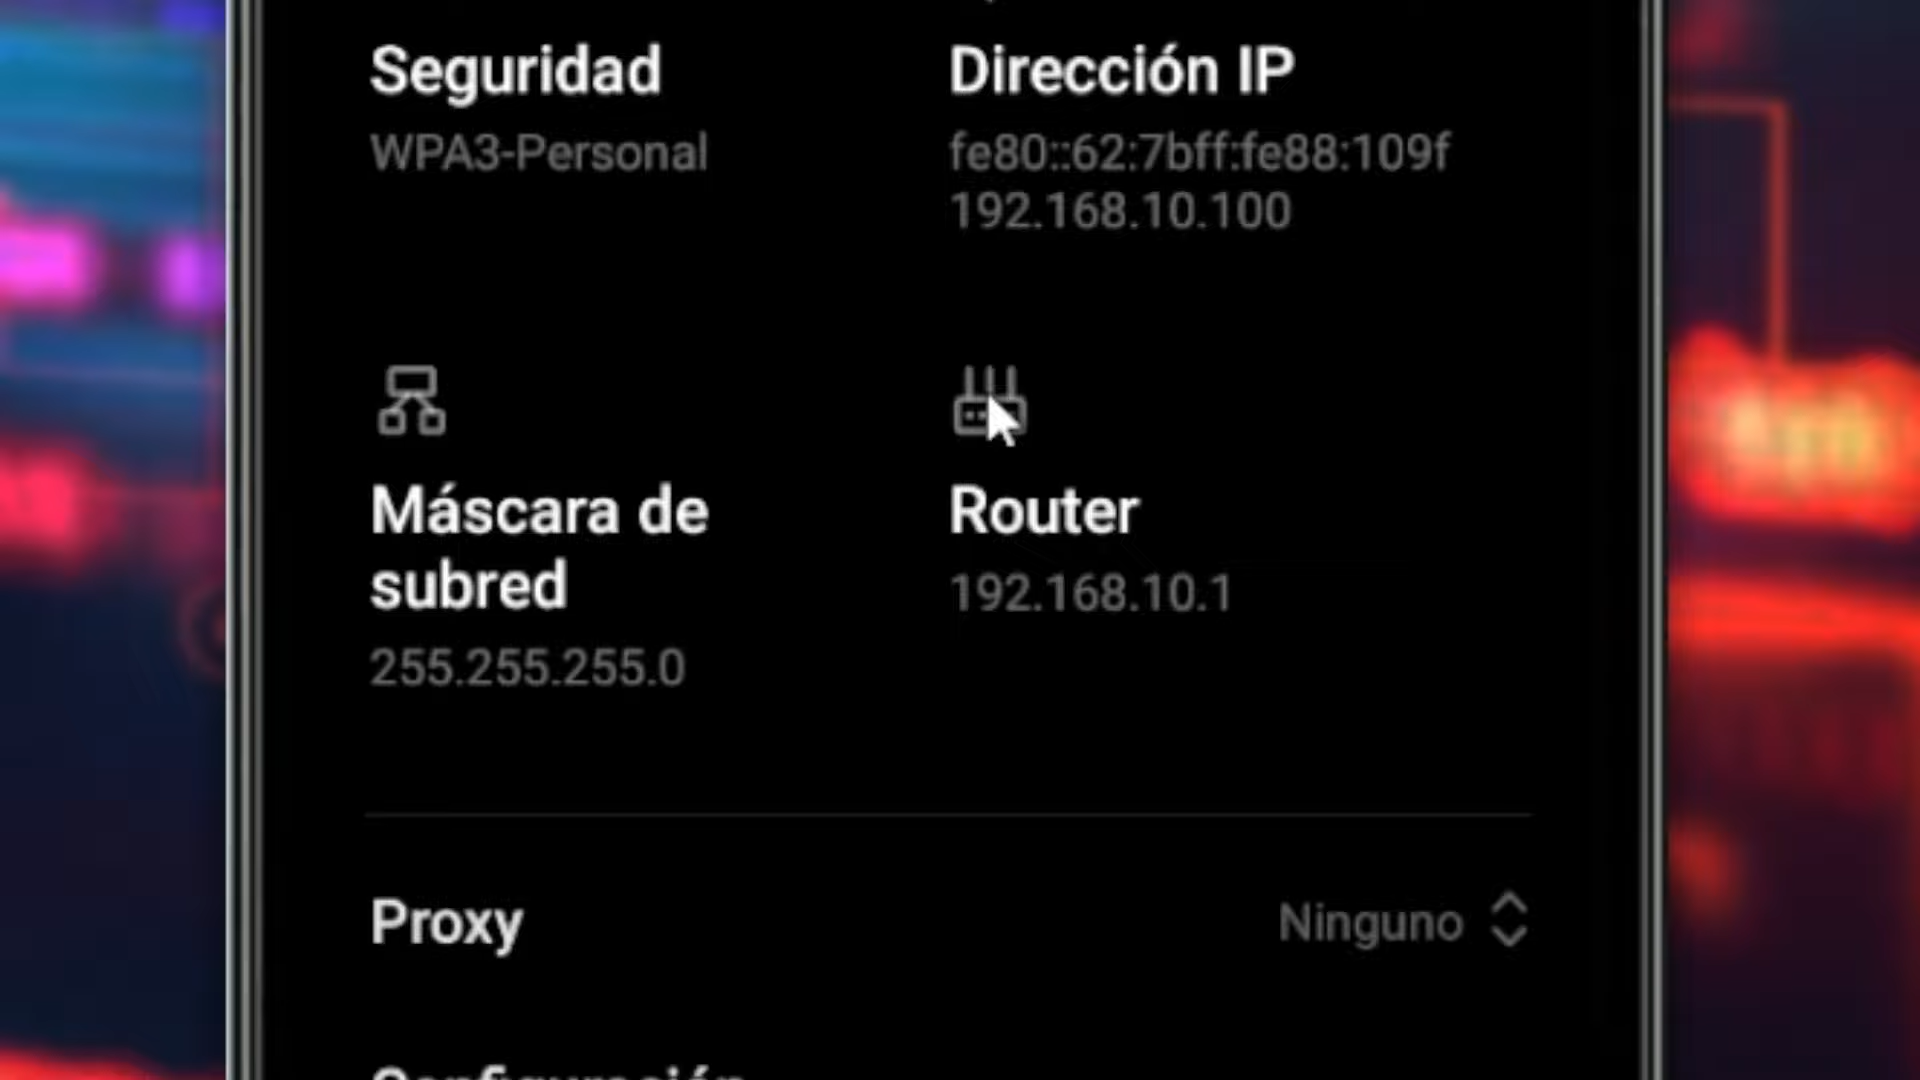 Seguridad
WPA3-Personal
Dirección IP
fe80::62:7bff:fe88:109f
192.168.10.100
Máscara de
subred
255.255.255.0
Router
192.168.10.1
Proxy
Ninguno
Configuración